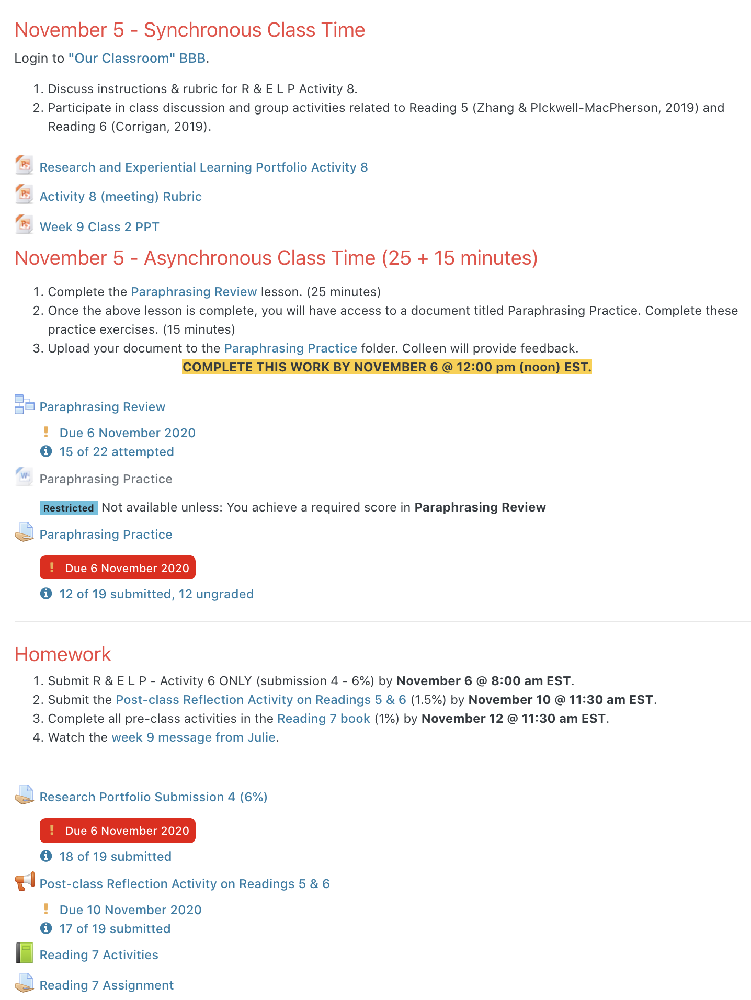 November 5 - Synchronous Class Time
Login to "Our Classroom" BBB.
1. Discuss instructions & rubric for R & E L P Activity 8.
2. Participate in class discussion and group activities related to Reading 5 (Zhang & PIckwell-MacPherson, 2019) and
Reading 6 (Corrigan, 2019).
Research and Experiential Learning Portfolio Activity 8
Activity 8 (meeting) Rubric
Week 9 Class 2 PPT
November 5 - Asynchronous Class Time (25 + 15 minutes)
1. Complete the Paraphrasing Review lesson. (25 minutes)
2. Once the above lesson is complete, you will have access to a document titled Paraphrasing Practice. Complete these
practice exercises. (15 minutes)
3. Upload your document to the Paraphrasing Practice folder. Colleen will provide feedback.
COMPLETE THIS WORK BY NOVEMBER 6 @ 12:00 pm (noon) EST.
Paraphrasing Review
Due 6 November 2020
15 of 22 attempted
Paraphrasing Practice
Restricted Not available unless: You achieve a required score in Paraphrasing Review
Paraphrasing Practice
Due 6 November 2020
12 of 19 submitted, 12 ungraded
Homework
1. Submit R & E L P - Activity 6 ONLY (submission 4 - 6%) by November 6 @ 8:00 am EST.
2. Submit the Post-class Reflection Activity on Readings 5 & 6 (1.5%) by November 10 @ 11:30 am EST.
3. Complete all pre-class activities in the Reading 7 book (1%) by November 12 @ 11:30 am EST.
4. Watch the week 9 message from Julie.
Research Portfolio Submission 4 (6%)
Due 6 November 2020
18 of 19 submitted
Post-class Reflection Activity on Readings 5 & 6
Due 10 November 2020
17 of 19 submitted
Reading 7 Activities
Reading 7 Assignment